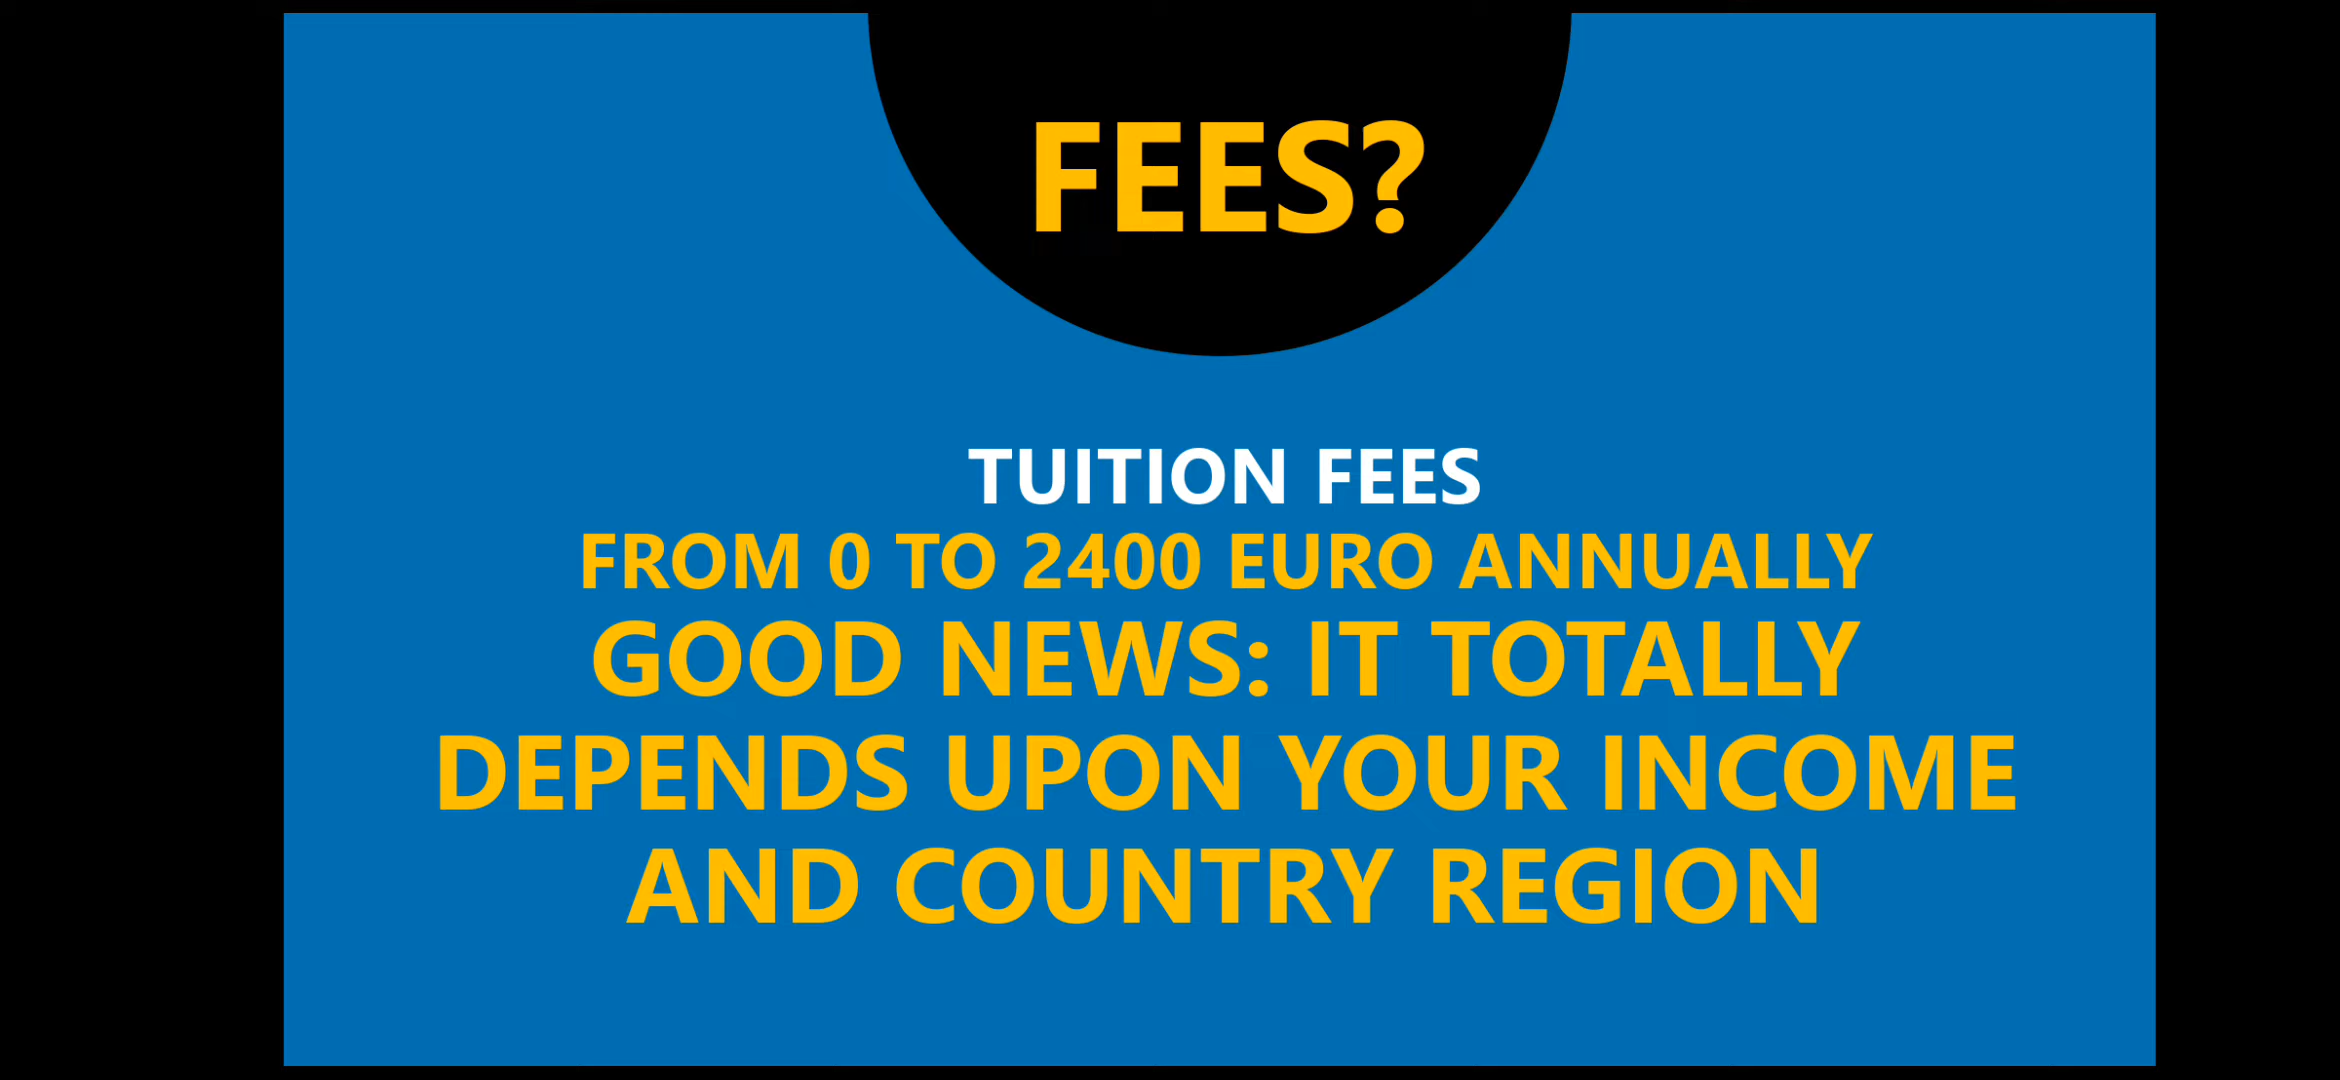 FEES?
TUITION FEES
FROM 0 TO 2400 EURO ANNUALLY
GOOD NEWS: IT TOTALLY
DEPENDS UPON YOUR INCOME
AND COUNTRY REGION